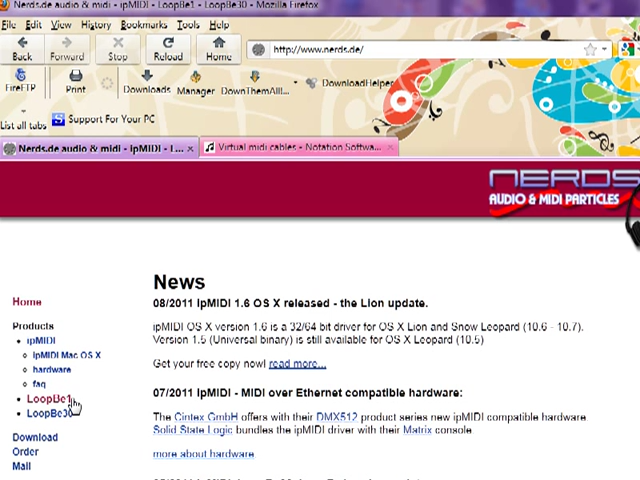 Nerds.de audio & midi - ipMIDI - LoopBe1 - LoopBe30 - Mozilla Firefox
File Edit View History Bookmarks Tools Help
Back Forward Stop Reload Home http://www.nerds.de/
FireFTP Print Downloads Manager DownThemAll!... DownloadHelper
List all tabs Support For Your PC
Nerds.de audio & midi - ipMIDI - l... × Virtual midi cables - Notation Softwa... ×
NERDS
AUDIO & MIDI PARTICLES
News
Home
08/2011 IpMIDI 1.6 OS X released - the Lion update.
Products
ipMIDI OS X version 1.6 is a 32/64 bit driver for OS X Lion and Snow Leopard (10.6 - 10.7).
ipMIDI
Version 1.5 (Universal binary) is still available for OS X Leopard (10.5)
ipMIDI Mac OS X
hardware
Get your free copy now! read more...
faq
LoopBe1
07/2011 IpMIDI - MIDI over Ethernet compatible hardware:
LoopBe30
The Cintex GmbH offers with their DMX512 product series new ipMIDI compatible hardware
Solid State Logic bundles the ipMIDI driver with their Matrix console.
Download
Order
more about hardware
Mail